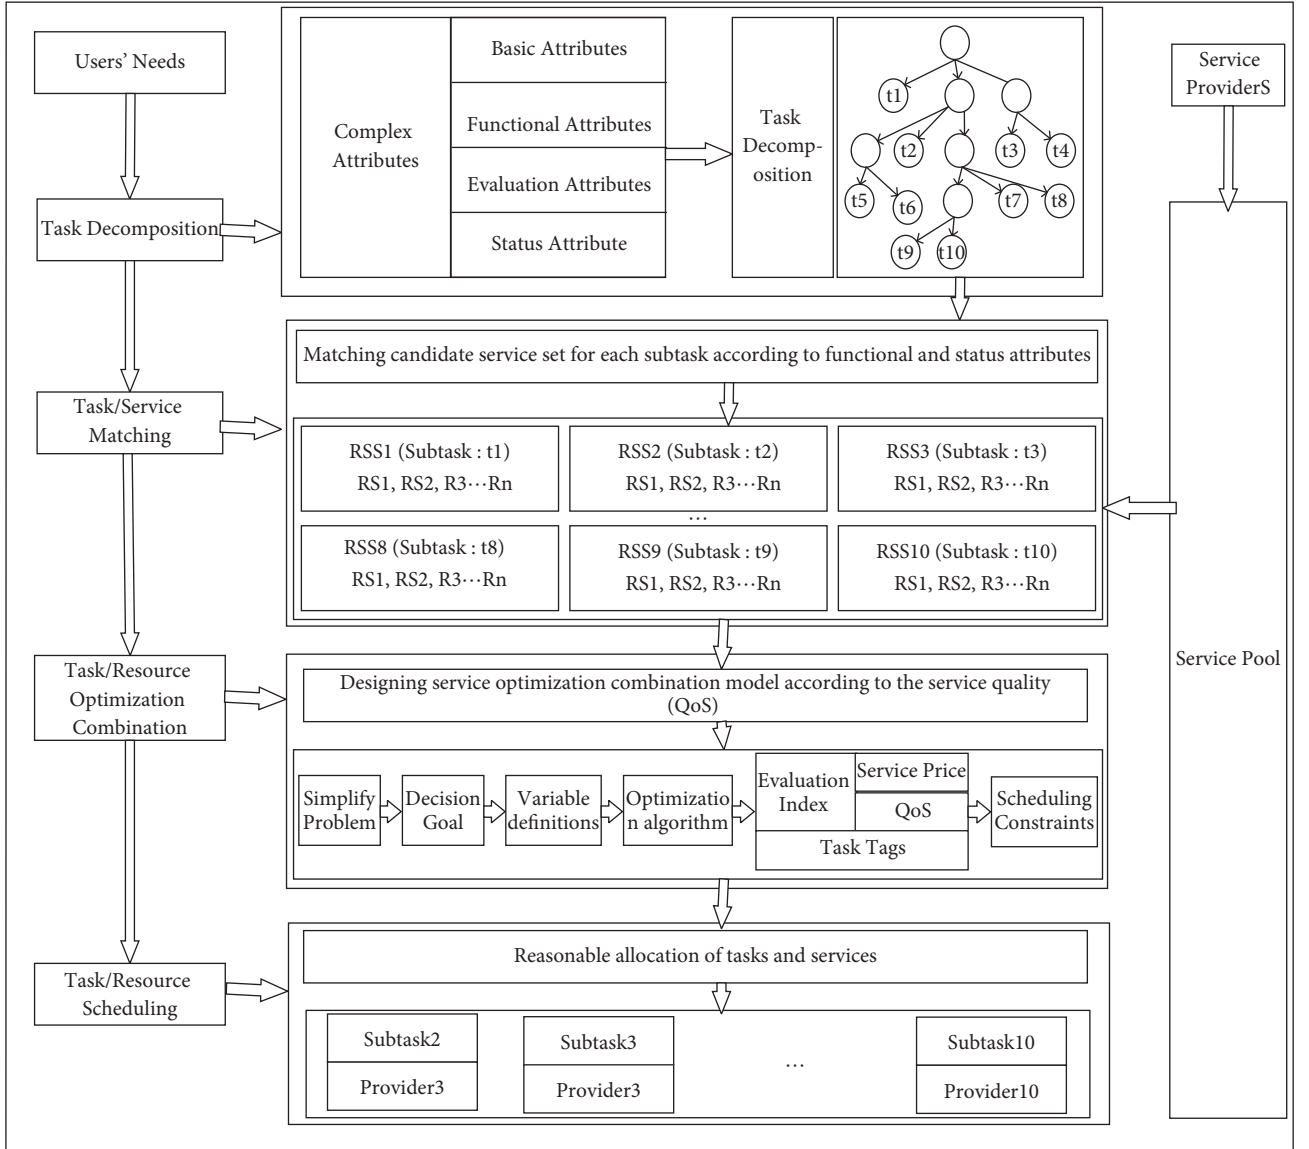 Users’ Needs
Task Decomposition
Task/Service
Matching
Task/Resource
Optimization
Combination
Task/Resource
Scheduling
Complex
Attributes
Basic Attributes
Functional Attributes
Evaluation Attributes
Status Attribute
Task
Decomp-
osition
t1
t2
t3
t4
t5
t6
t7
t8
t9
t10
Service
ProviderS
Service Pool
Matching candidate service set for each subtask according to functional and status attributes
RSS1 (Subtask : t1)
RS1, RS2, R3⋯Rn
RSS2 (Subtask : t2)
RS1, RS2, R3⋯Rn
RSS3 (Subtask : t3)
RS1, RS2, R3⋯Rn
…
RSS8 (Subtask : t8)
RS1, RS2, R3⋯Rn
RSS9 (Subtask : t9)
RS1, RS2, R3⋯Rn
RSS10 (Subtask : t10)
RS1, RS2, R3⋯Rn
Designing service optimization combination model according to the service quality
(QoS)
Simplify
Problem
Decision
Goal
Variable
definitions
Optimizatio
n algorithm
Evaluation
Index
Service Price
QoS
Task Tags
Scheduling
Constraints
Reasonable allocation of tasks and services
Subtask2
Provider3
Subtask3
Provider3
…
Subtask10
Provider10